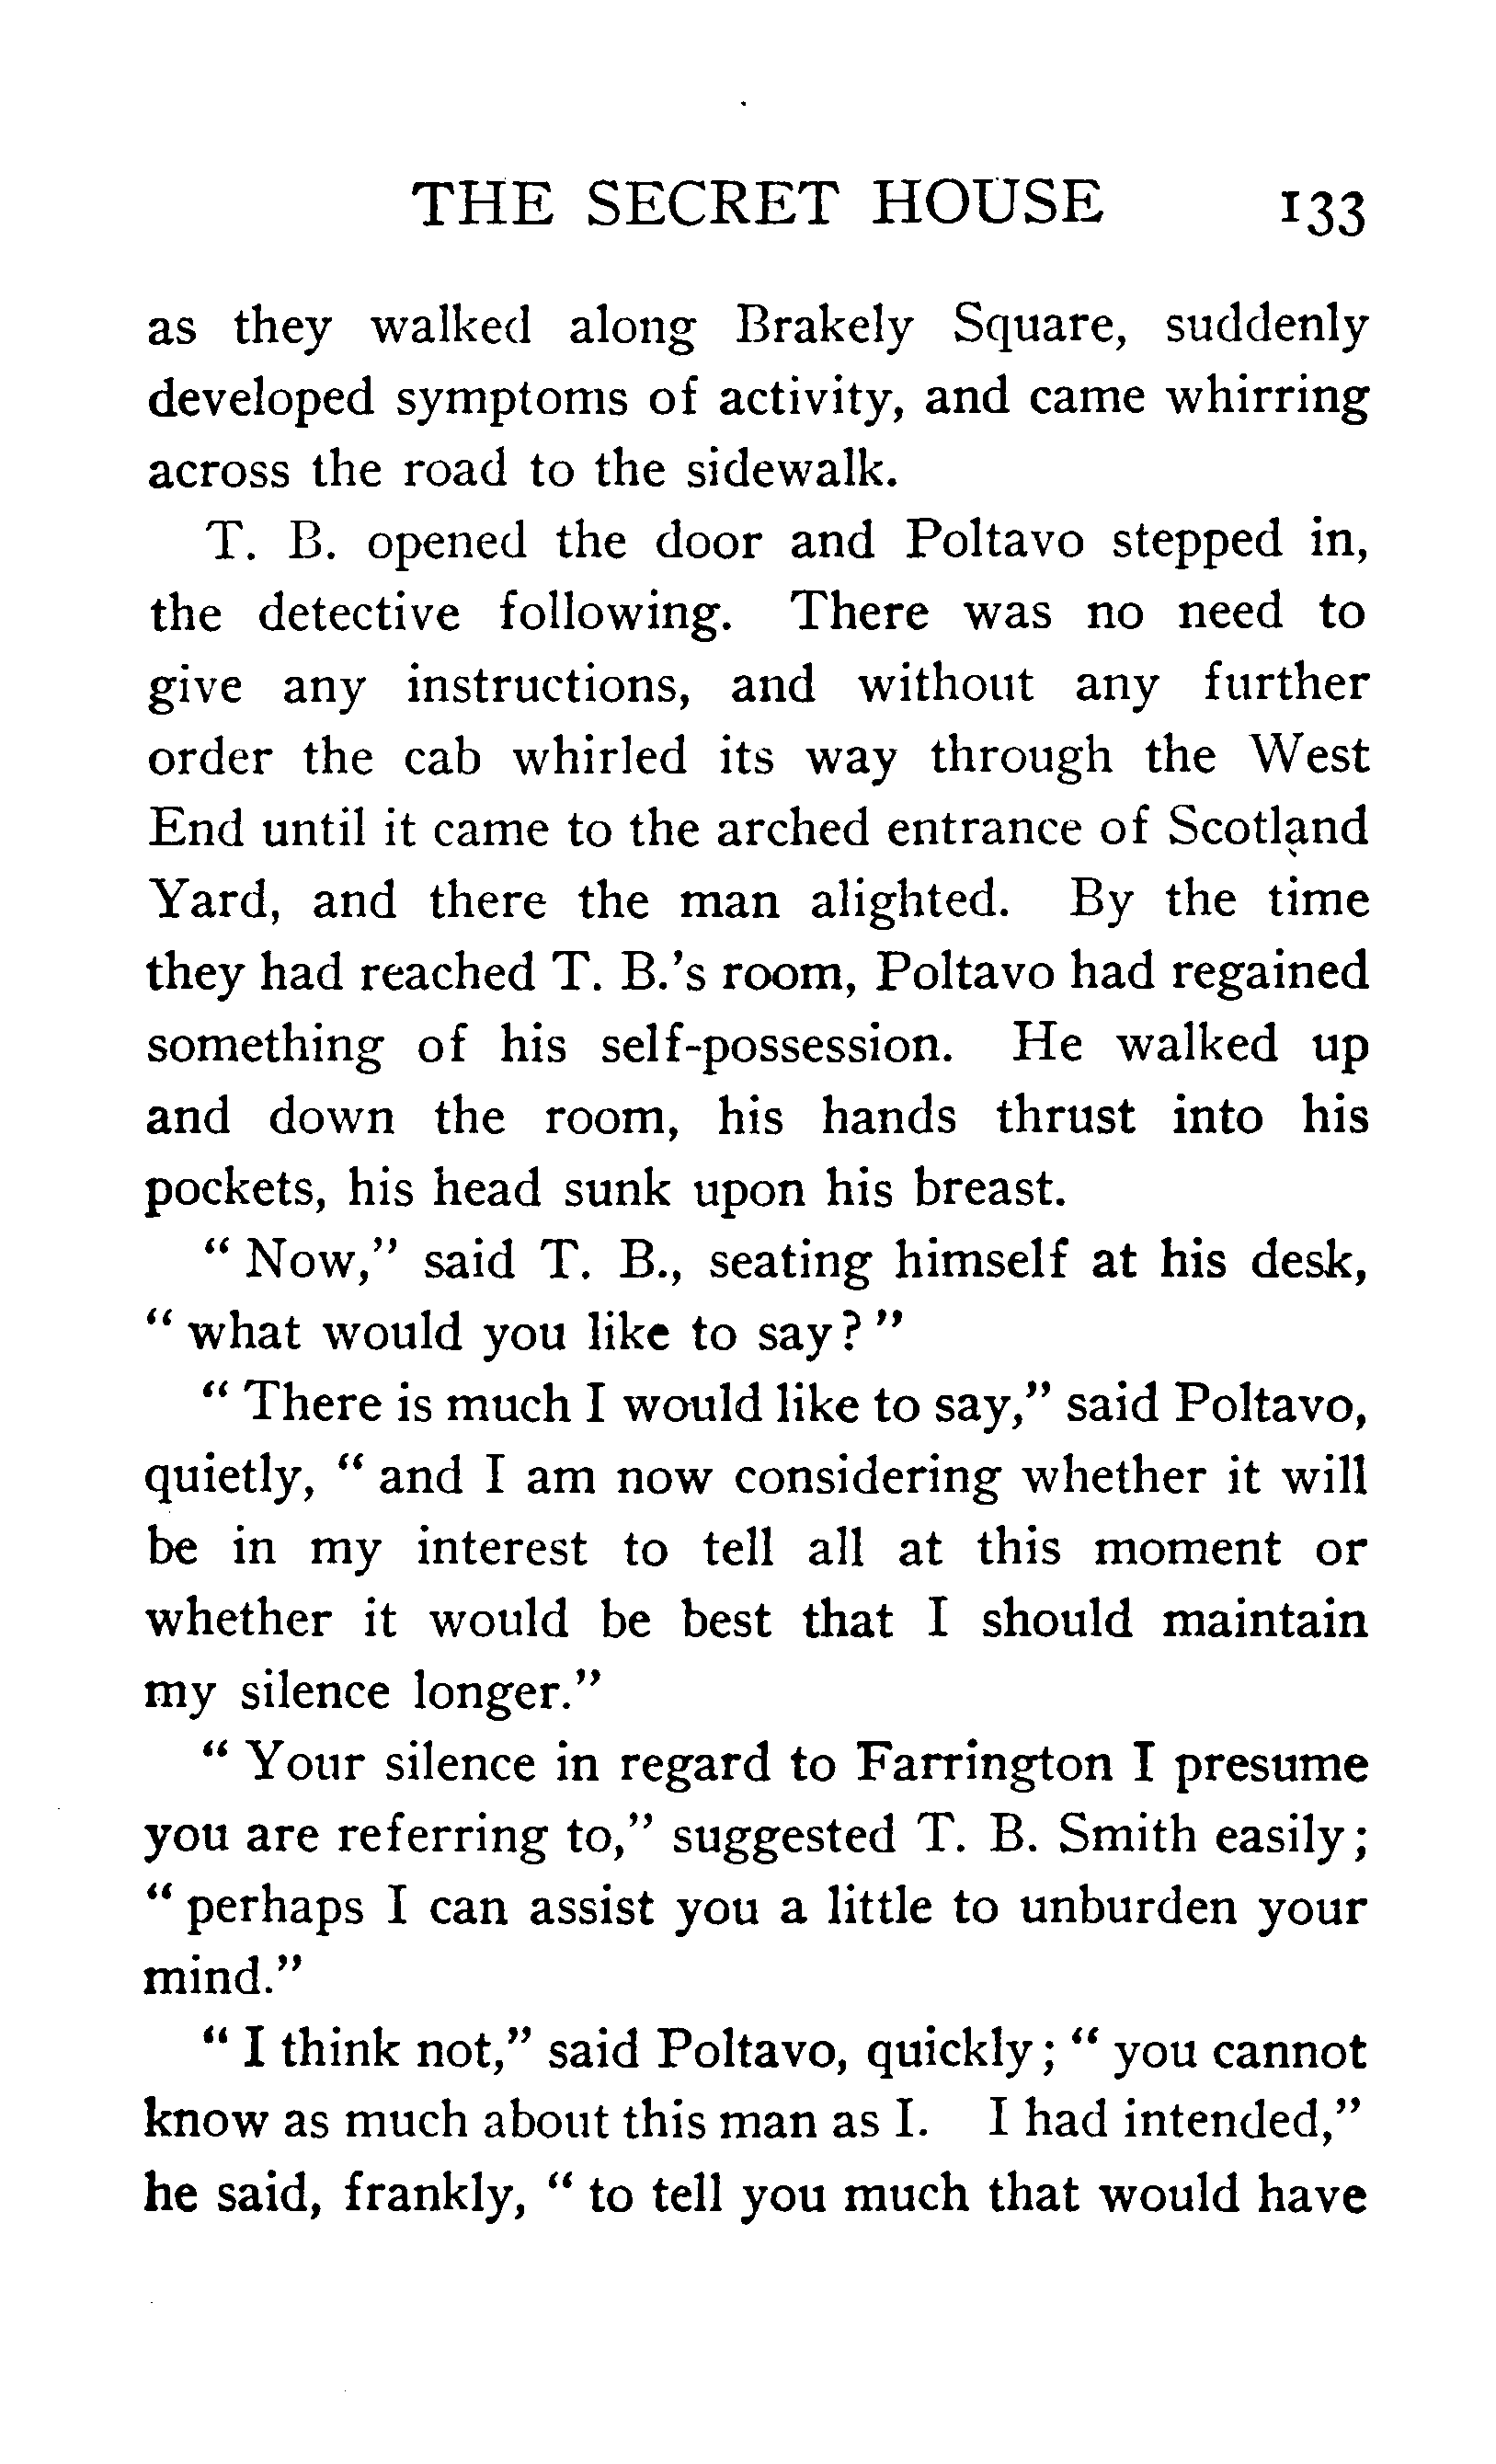 THE SECRET HOUSE 133
as they walked along Brakely Square, suddenly
developed symptoms of activity, and came whirring
across the road to the sidewalk.
T. B. opened the door and Poltavo stepped in,
the detective following. There was no need to
give any instructions, and without any further
order the cab whirled its way through the West
End until it came to the arched entrance of Scotland
Yard, and there the man alighted. By the time
they had reached T. B.'s room, Poltavo had regained
something of his self-possession. He walked up
and down the room, his hands thrust into his
pockets, his head sunk upon his breast.
“ Now,” said T. B., seating himself at his desk,
“ what would you like to say? ”
“ There is much I would like to say,” said Poltavo,
quietly, “ and I am now considering whether it will
be in my interest to tell all at this moment or
whether it would be best that I should maintain
my silence longer.”
“ Your silence in regard to Farrington I presume
you are referring to,” suggested T. B. Smith easily;
“ perhaps I can assist you a little to unburden your
mind.”
“ I think not,” said Poltavo, quickly; “ you cannot
know as much about this man as I. I had intended,”
he said, frankly, “ to tell you much that would have